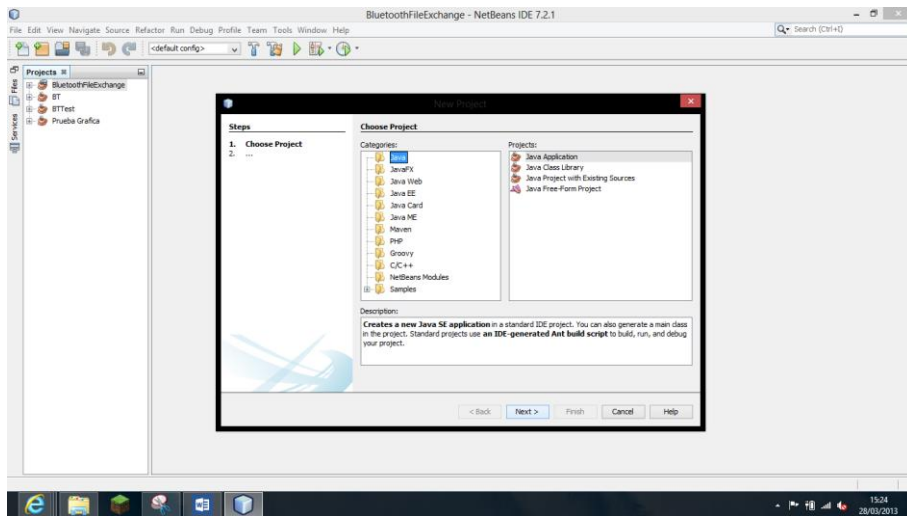 BluetoothFileExchange - NetBeans IDE 7.2.1
File Edit View Navigate Source Refactor Run Debug Profile Team Tools Window Help
Search (Ctrl+I)
<default config>
Files
Services
Projects
BluetoothFileExchange
BT
BTTest
Prueba Grafica
New Project
Steps
1. Choose Project
2. ...
Choose Project
Categories:
Java
JavaFX
Java Web
Java EE
Java Card
Java ME
Maven
PHP
Groovy
C/C++
NetBeans Modules
Samples
Projects:
Java Application
Java Class Library
Java Project with Existing Sources
Java Free-Form Project
Description:
Creates a new Java SE application in a standard IDE project. You can also generate a main class
in the project. Standard projects use an IDE-generated Ant build script to build, run, and debug
your project.
< Back Next > Finish Cancel Help
15:24
28/03/2013